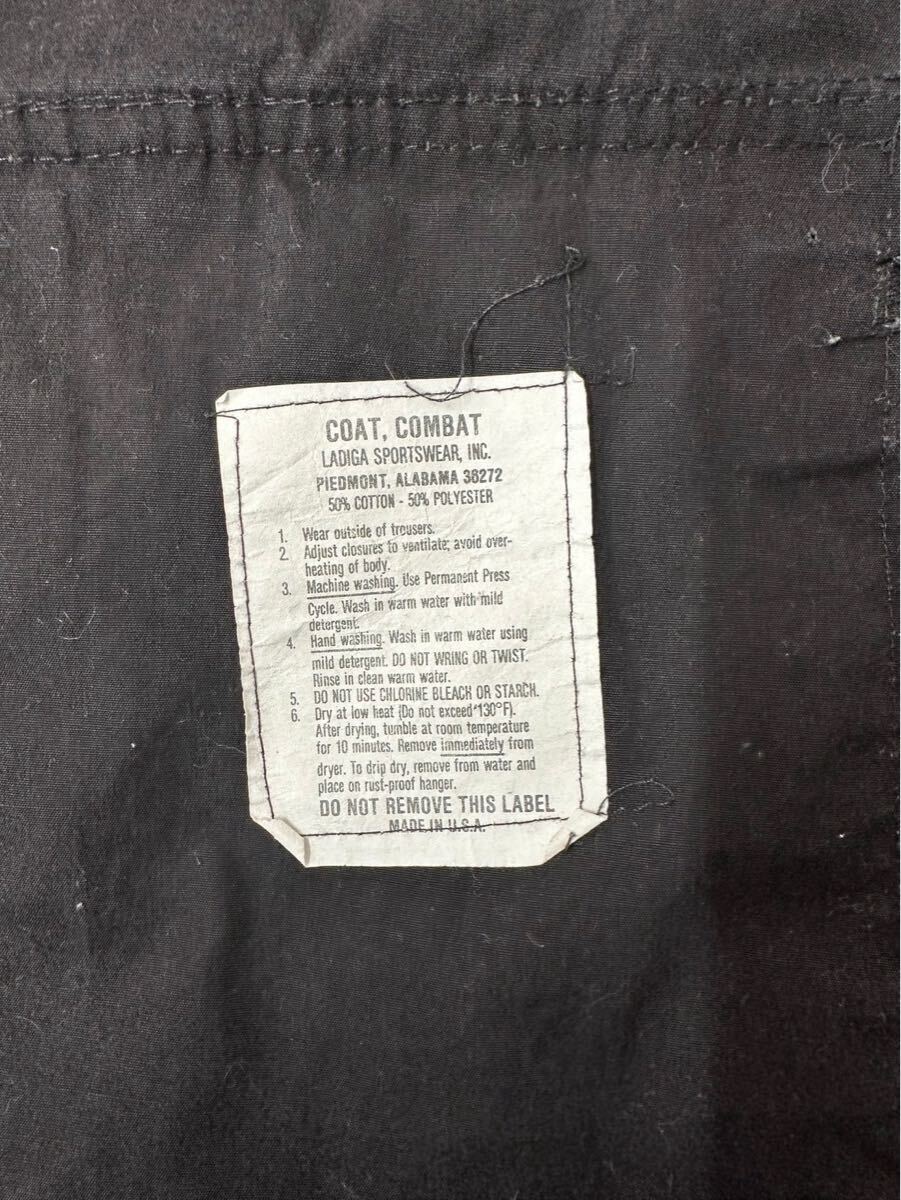 COAT, COMBAT
LADIGA SPORTSWEAR, INC.
PIEDMONT, ALABAMA 36272
50% COTTON - 50% POLYESTER
1. Wear outside of trousers.
2. Adjust closures to ventilate; avoid over-
heating of body.
3. Machine washing. Use Permanent Press
Cycle. Wash in warm water with mild
detergent.
4. Hand washing. Wash in warm water using
mild detergent. DO NOT WRING OR TWIST.
Rinse in clean warm water.
5. DO NOT USE CHLORINE BLEACH OR STARCH.
6. Dry at low heat (Do not exceed 130°F).
After drying, tumble at room temperature
for 10 minutes. Remove immediately from
dryer. To drip dry, remove from water and
place on rust-proof hanger.
DO NOT REMOVE THIS LABEL
MADE IN U.S.A.